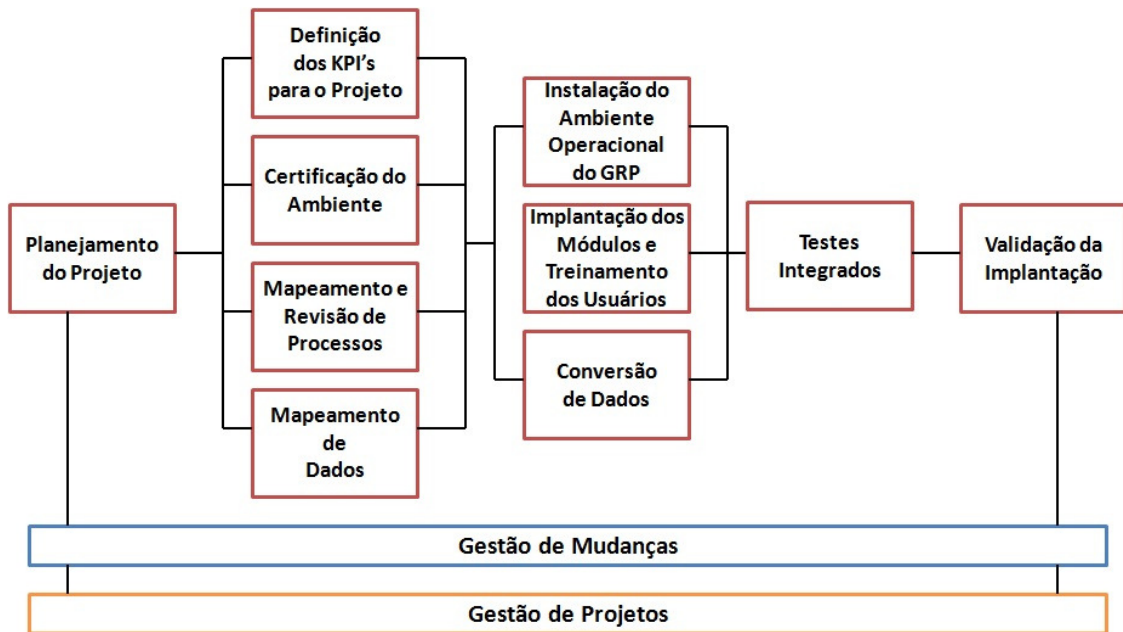 Planejamento
do Projeto
Definição
dos KPI's
para o Projeto
Certificação do
Ambiente
Mapeamento e
Revisão de
Processos
Mapeamento
de
Dados
Instalação do
Ambiente
Operacional
do GRP
Implantação dos
Módulos e
Treinamento
dos Usuários
Conversão
de Dados
Testes
Integrados
Validação da
Implantação
Gestão de Mudanças
Gestão de Projetos